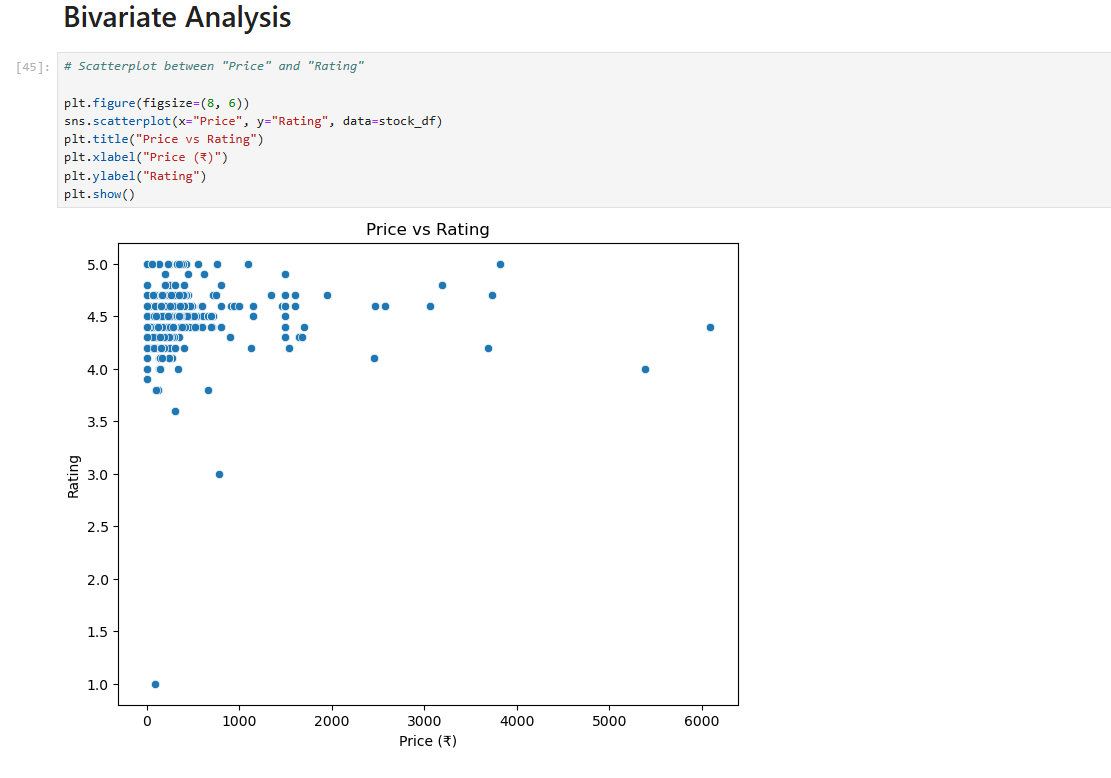 Bivariate Analysis
[45]:
# Scatterplot between "Price" and "Rating"
plt.figure(figsize=(8, 6))
sns.scatterplot(x="Price", y="Rating", data=stock_df)
plt.title("Price vs Rating")
plt.xlabel("Price (₹)")
plt.ylabel("Rating")
plt.show()
Price vs Rating
5.0
4.5
4.0
3.5
3.0
2.5
2.0
1.5
1.0
Rating
0 1000 2000 3000 4000 5000 6000
Price (₹)